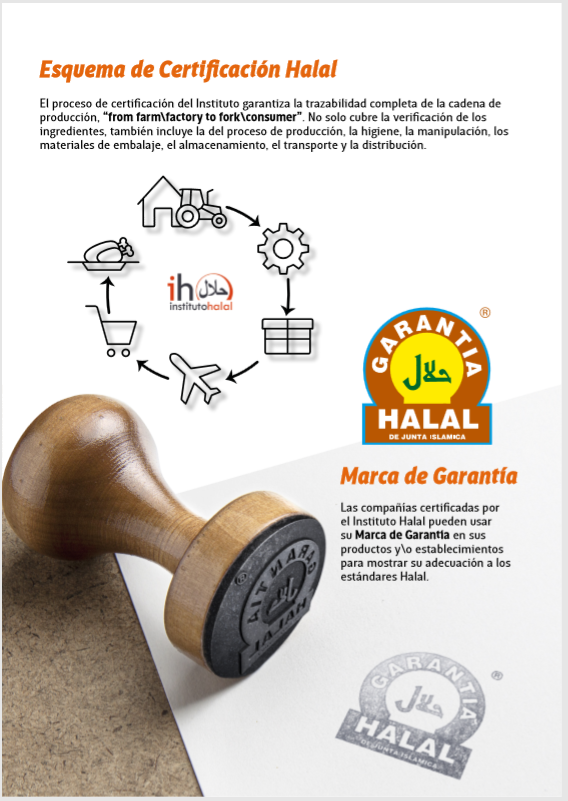 Esquema de Certificación Halal
El proceso de certificación del Instituto garantiza la trazabilidad completa de la cadena de
producción, “from farm\factory to fork\consumer”. No solo cubre la verificación de los
ingredientes, también incluye la del proceso de producción, la higiene, la manipulación, los
materiales de embalaje, el almacenamiento, el transporte y la distribución.
ih حلال
institutohalal
®
GARANTIA
حلال
HALAL
DE JUNTA ISLAMICA
Marca de Garantía
Las compañías certificadas por
el Instituto Halal pueden usar
su Marca de Garantía en sus
productos y\o establecimientos
para mostrar su adecuación a los
estándares Halal.
®
GARANTIA
حلال
HALAL
®
GARANTIA
حلال
HALAL
DE JUNTA ISLAMICA